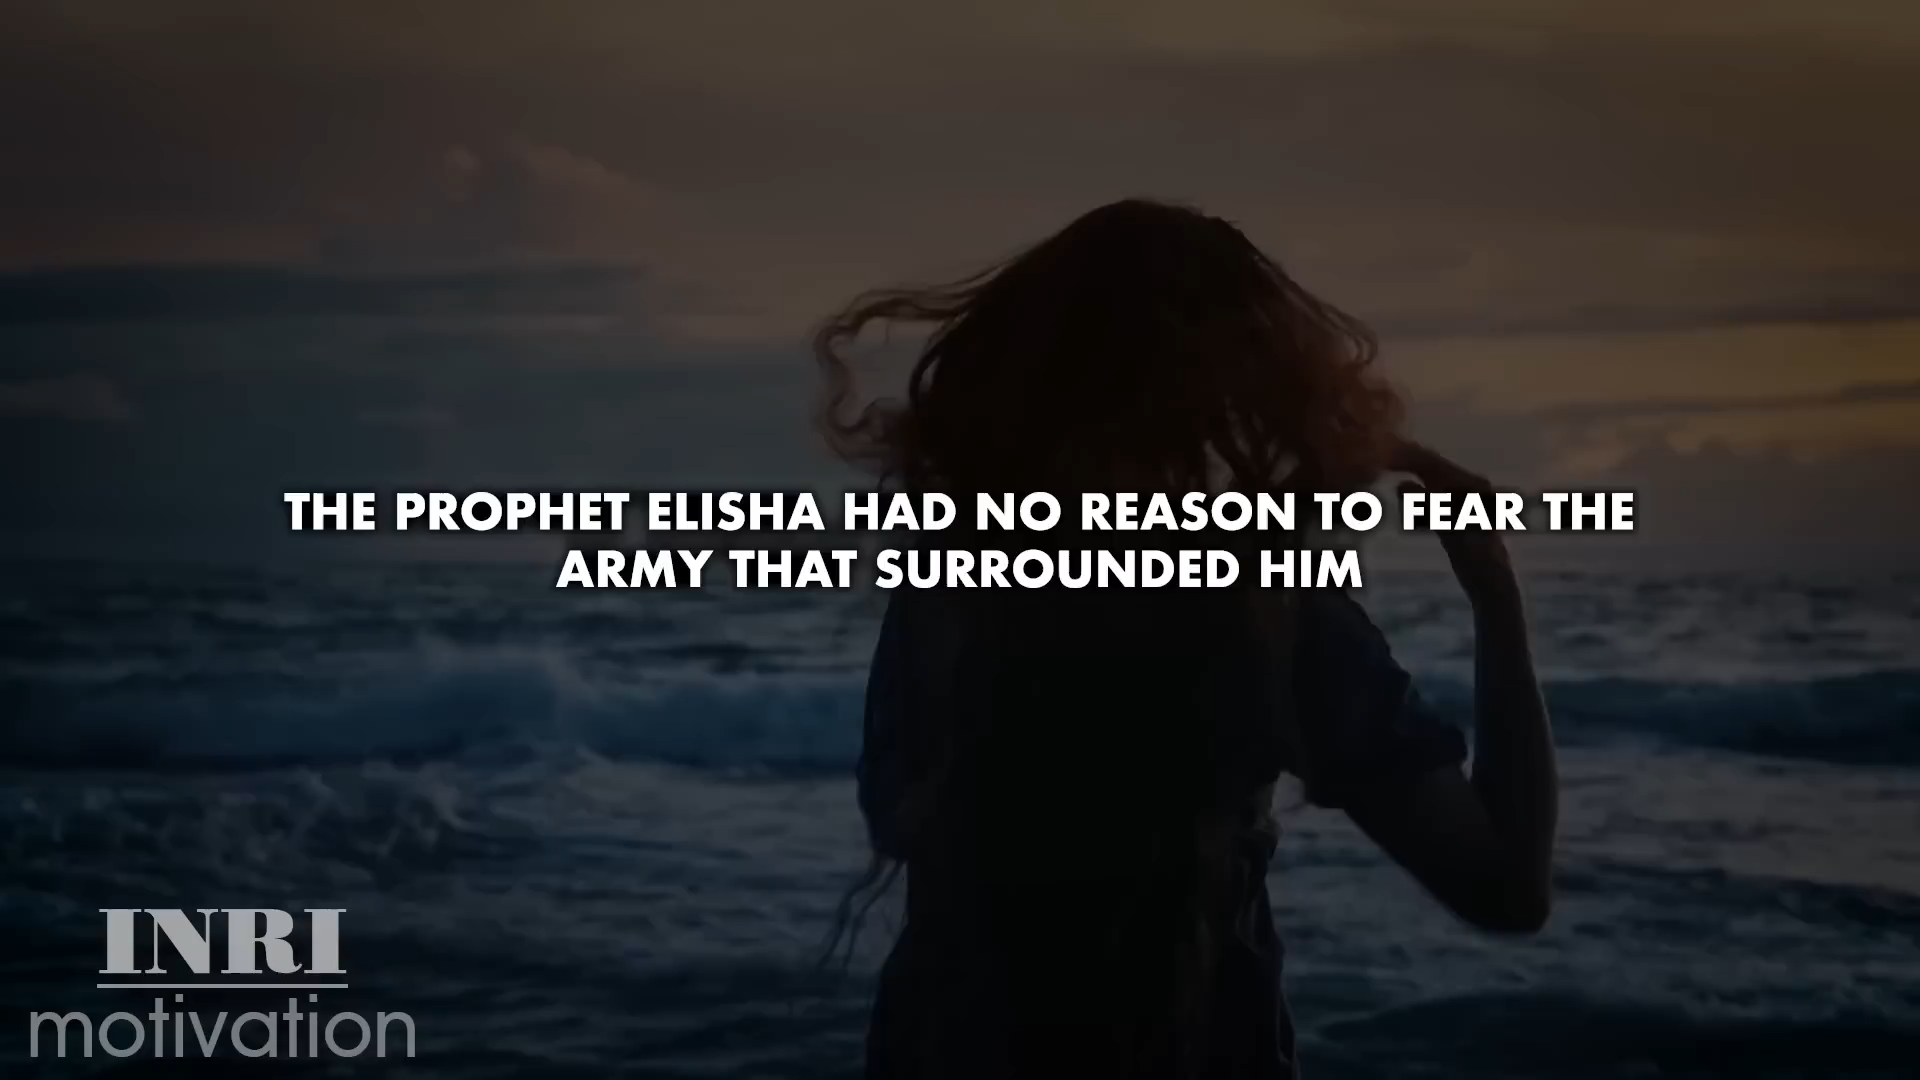 THE PROPHET ELISHA HAD NO REASON TO FEAR THE
ARMY THAT SURROUNDED HIM
INRI
motivation